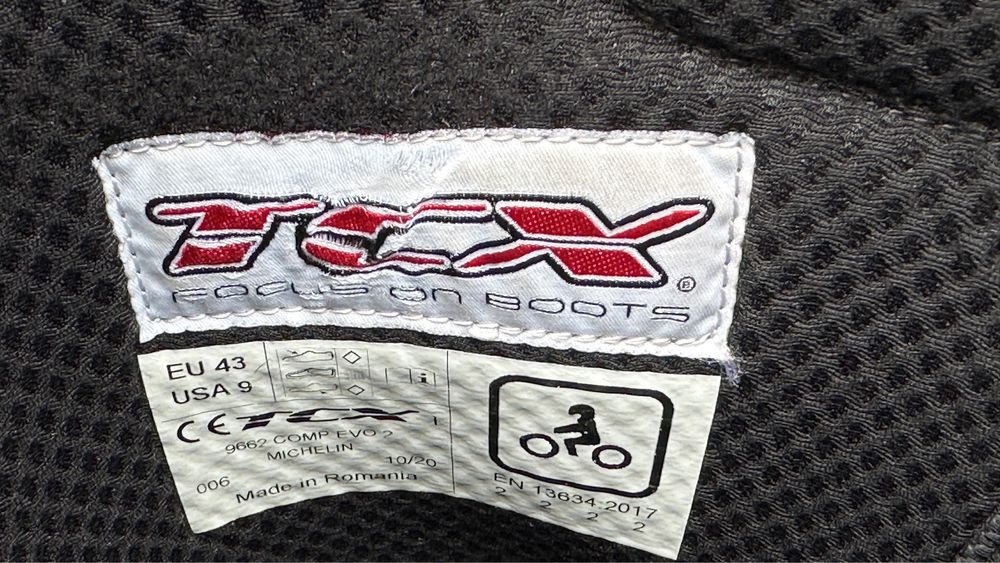 TCX®
FOCUS ON BOOTS
EU 43
USA 9
i
CE TCX I
9662 COMP EVO 2
MICHELIN
10/20
006
Made in Romania
EN 13634:2017
2 2 2 2